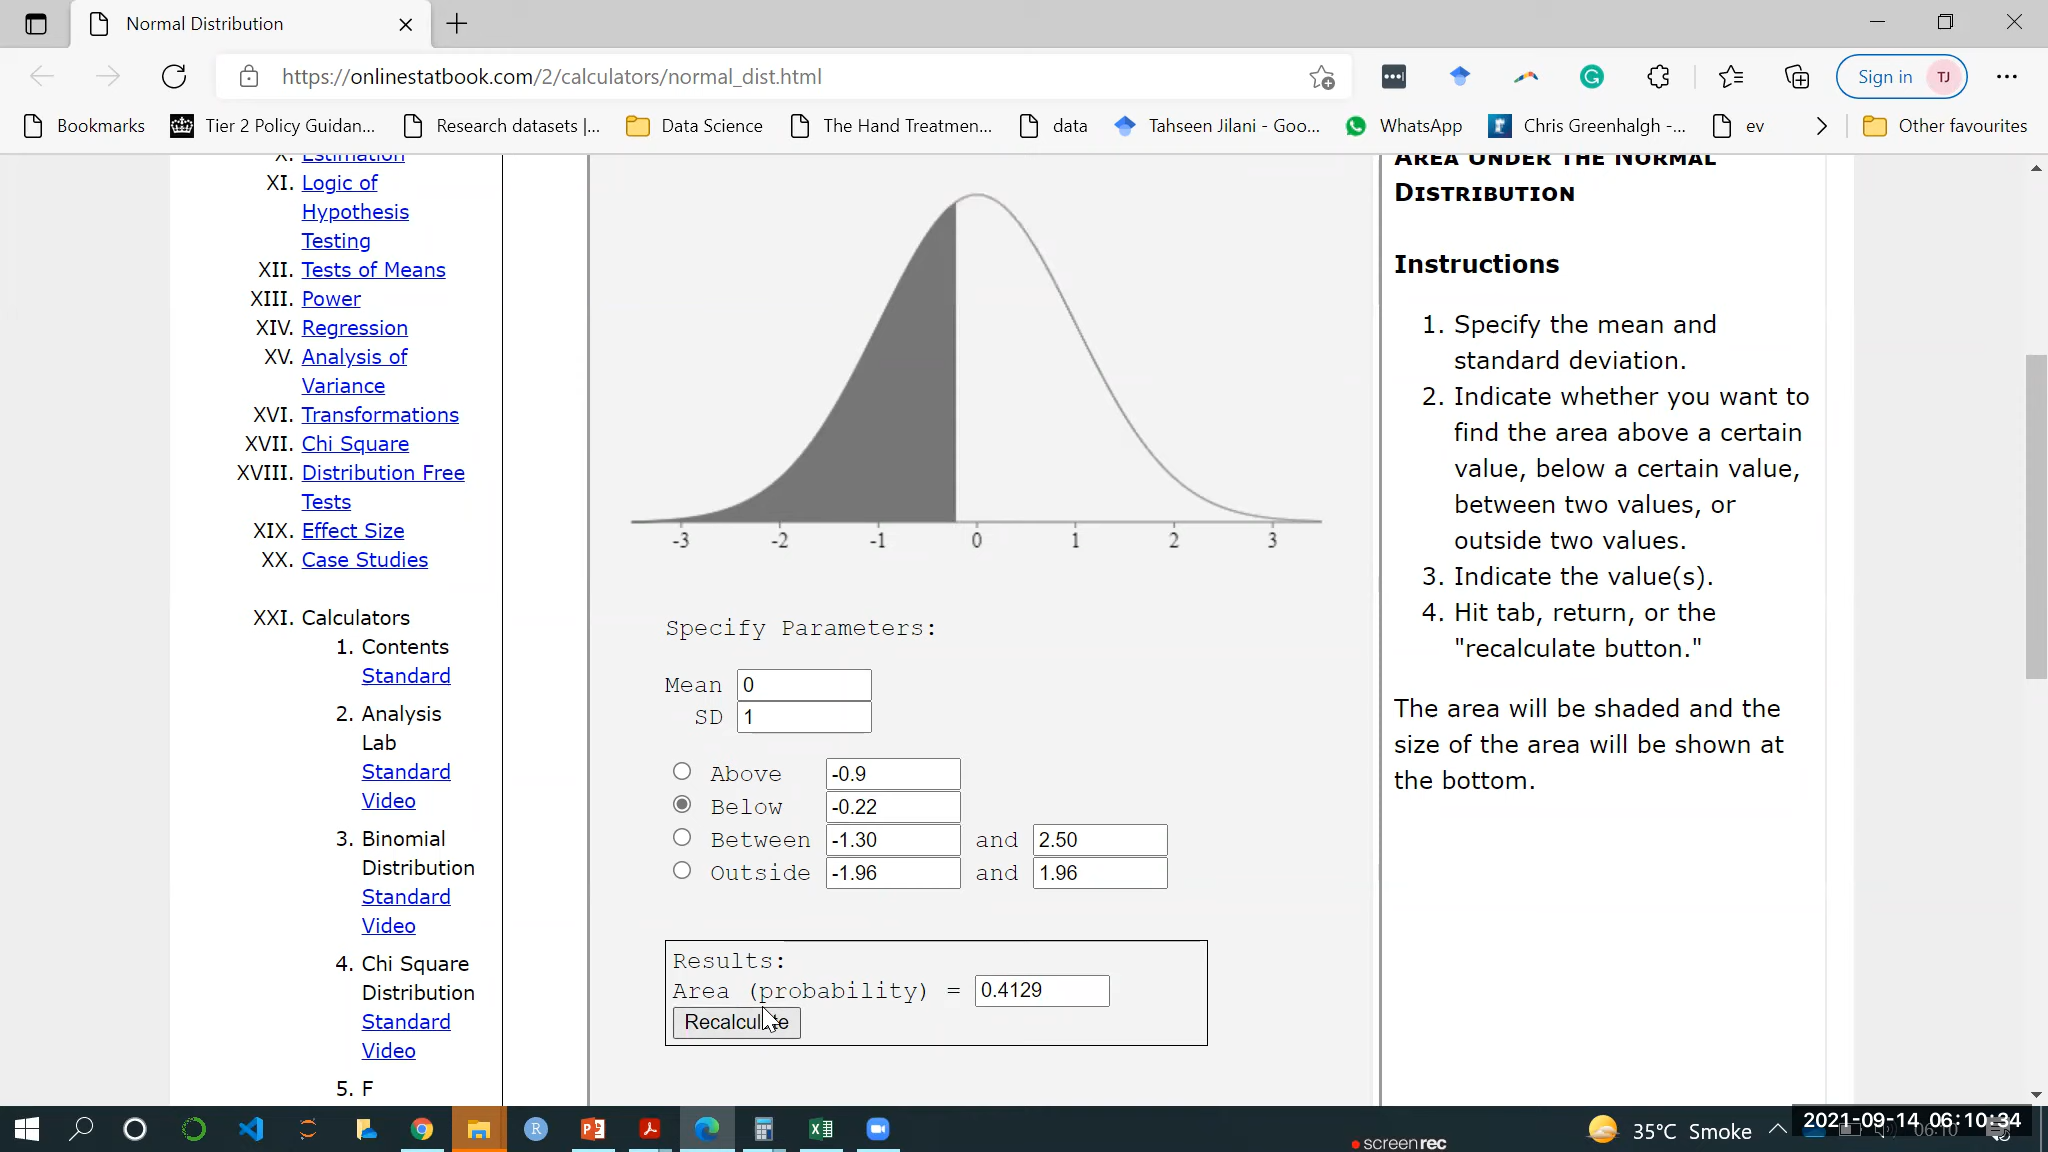 Normal Distribution
https://onlinestatbook.com/2/calculators/normal_dist.html
Sign in TJ
Bookmarks Tier 2 Policy Guidan... Research datasets |... Data Science The Hand Treatmen... data Tahseen Jilani - Goo... WhatsApp Chris Greenhalgh -... ev Other favourites
X. Estimation
XI. Logic of
Hypothesis
Testing
XII. Tests of Means
XIII. Power
XIV. Regression
XV. Analysis of
Variance
XVI. Transformations
XVII. Chi Square
XVIII. Distribution Free
Tests
XIX. Effect Size
XX. Case Studies
XXI. Calculators
1. Contents
Standard
2. Analysis
Lab
Standard
Video
3. Binomial
Distribution
Standard
Video
4. Chi Square
Distribution
Standard
Video
5. F
-3 -2 -1 0 1 2 3
Specify Parameters:
Mean 0
SD 1
Above -0.9
Below -0.22
Between -1.30 and 2.50
Outside -1.96 and 1.96
Results:
Area (probability) = 0.4129
Recalculate
AREA UNDER THE NORMAL
DISTRIBUTION
Instructions
1. Specify the mean and
standard deviation.
2. Indicate whether you want to
find the area above a certain
value, below a certain value,
between two values, or
outside two values.
3. Indicate the value(s).
4. Hit tab, return, or the
"recalculate button."
The area will be shaded and the
size of the area will be shown at
the bottom.
35°C Smoke
2021-09-14 06:10:34
06:10
screenrec